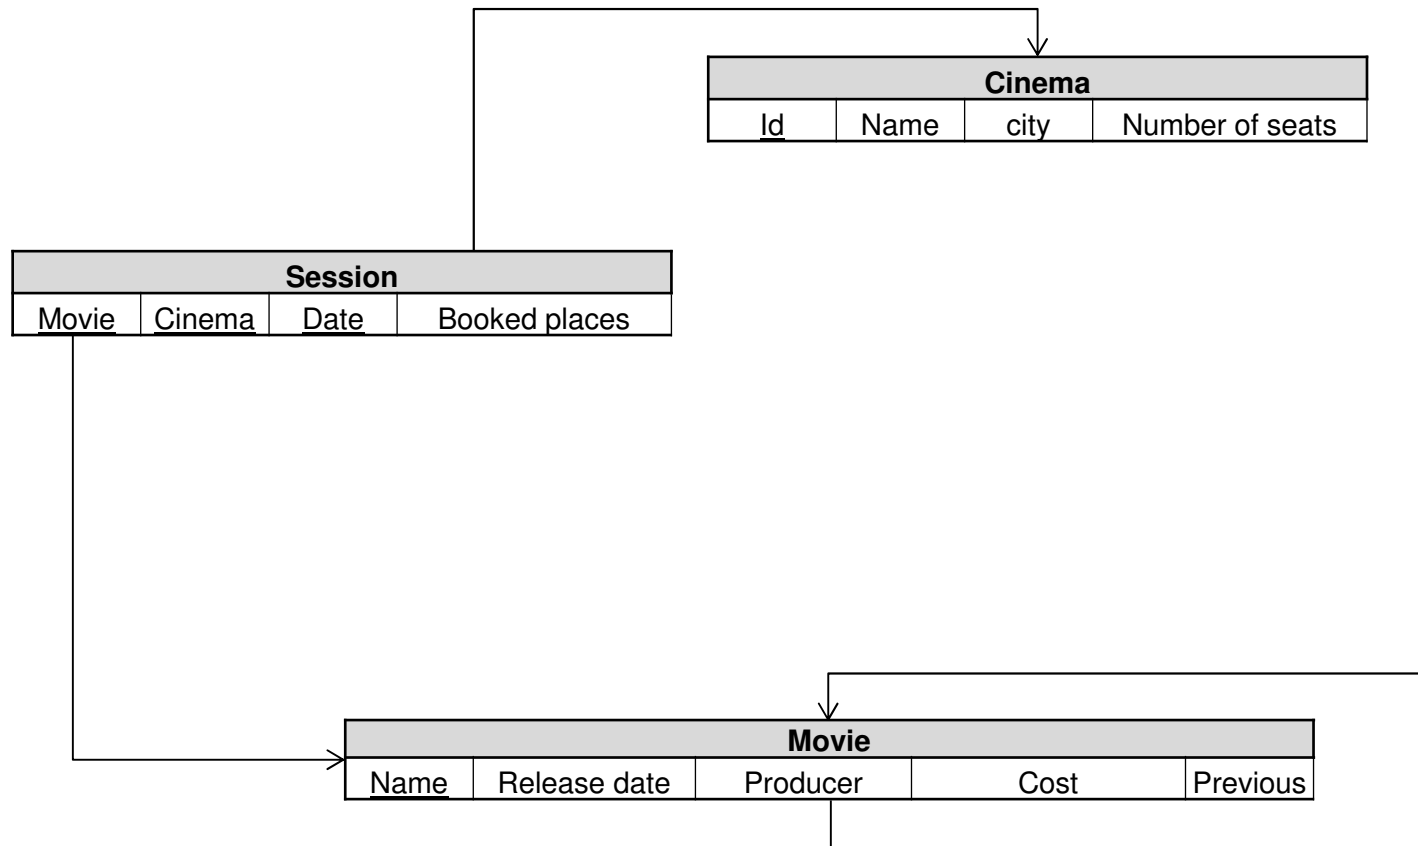 Cinema
Id Name city Number of seats
Session
Movie Cinema Date Booked places
Movie
Name Release date Producer Cost Previous